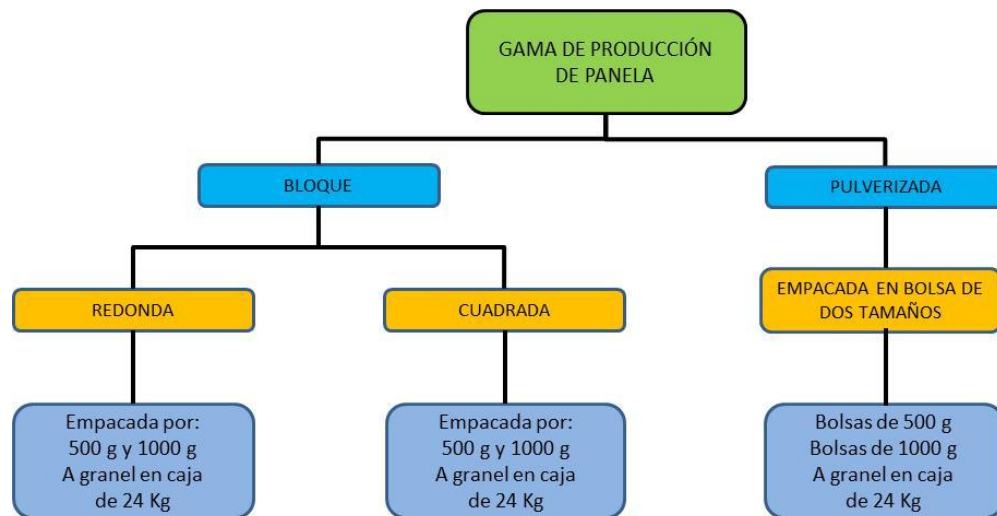 GAMA DE PRODUCCIÓN
DE PANELA
BLOQUE
PULVERIZADA
REDONDA
CUADRADA
EMPACADA EN BOLSA DE
DOS TAMAÑOS
Empacada por:
500 g y 1000 g
A granel en caja
de 24 Kg
Empacada por:
500 g y 1000 g
A granel en caja
de 24 Kg
Bolsas de 500 g
Bolsas de 1000 g
A granel en caja
de 24 Kg